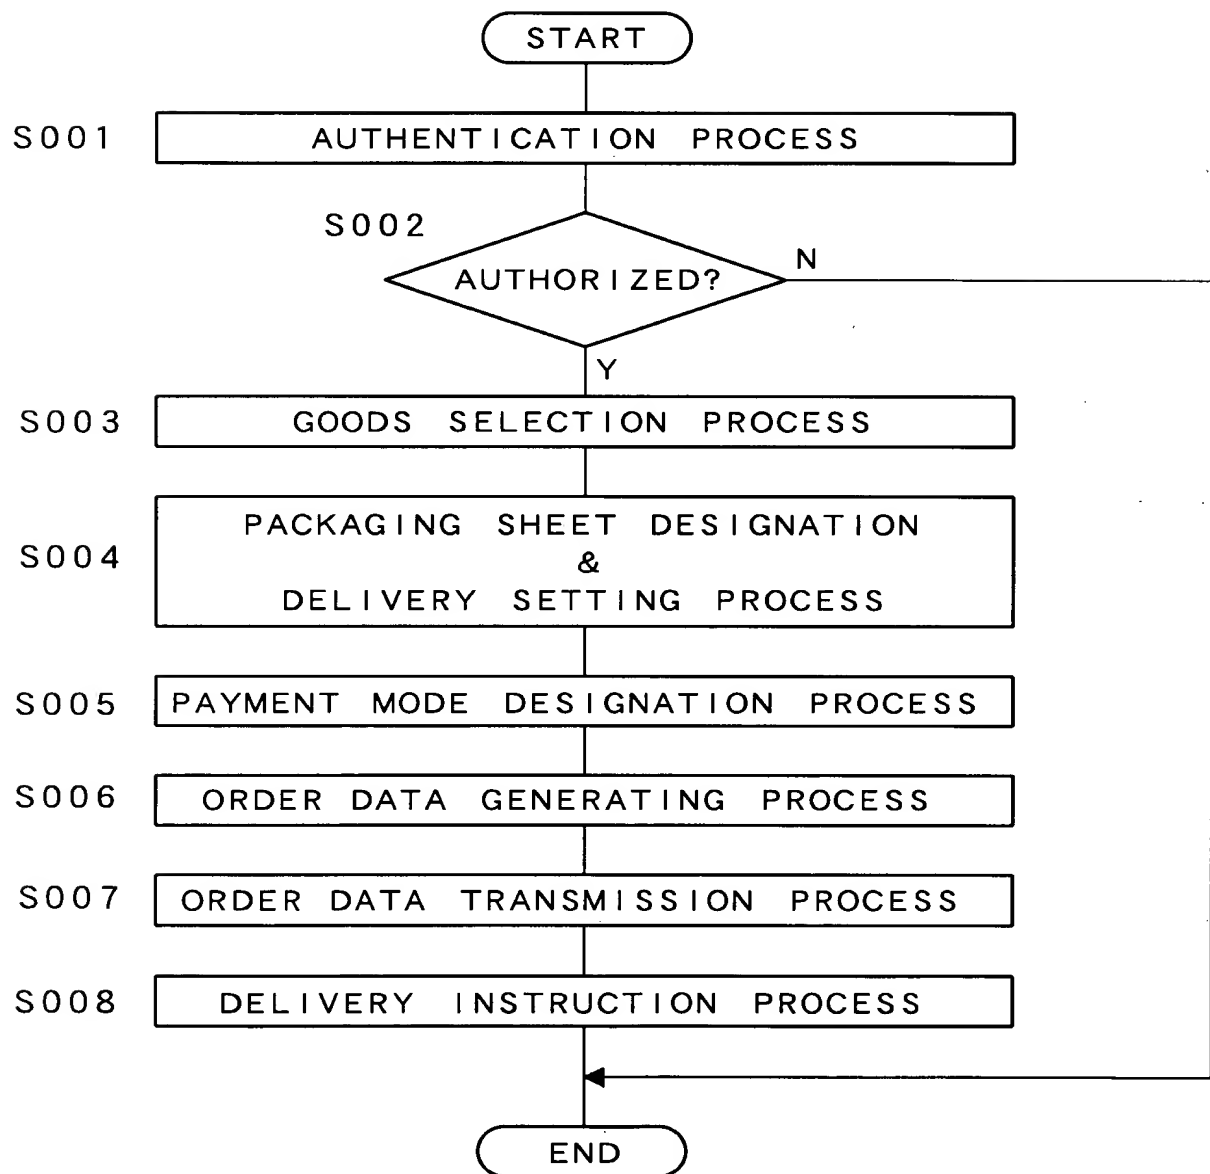 START
S001 AUTHENTICATION PROCESS
S002
AUTHORIZED?
N
Y
S003 GOODS SELECTION PROCESS
PACKAGING SHEET DESIGNATION
S004 &
DELIVERY SETTING PROCESS
S005 PAYMENT MODE DESIGNATION PROCESS
S006 ORDER DATA GENERATING PROCESS
S007 ORDER DATA TRANSMISSION PROCESS
S008 DELIVERY INSTRUCTION PROCESS
END